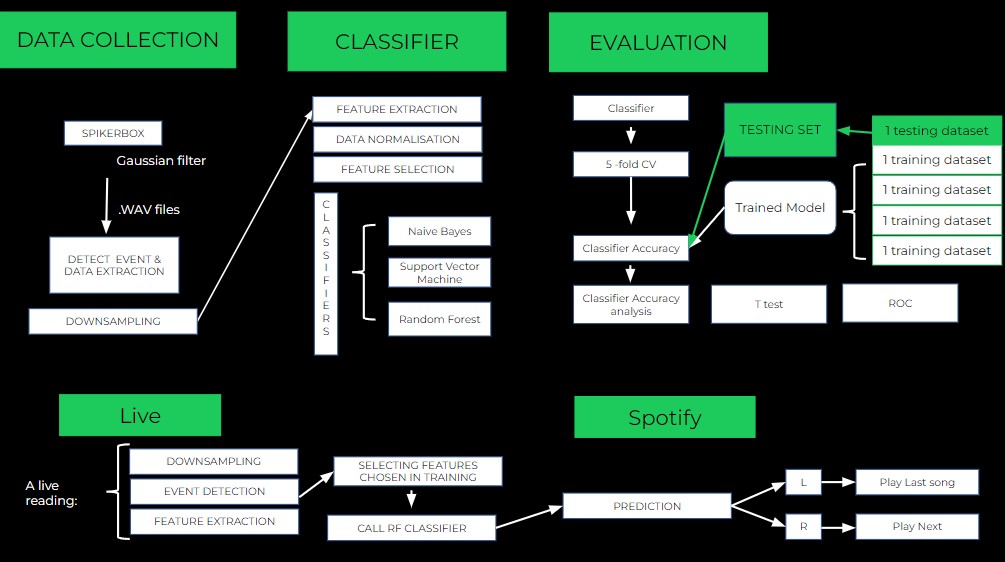 DATA COLLECTION
CLASSIFIER
EVALUATION
SPIKERBOX
Gaussian filter
.WAV files
DETECT EVENT &
DATA EXTRACTION
DOWNSAMPLING
FEATURE EXTRACTION
DATA NORMALISATION
FEATURE SELECTION
C
L
A
S
S
I
F
I
E
R
S
Naive Bayes
Support Vector
Machine
Random Forest
Classifier
5 -fold CV
Classifier Accuracy
Classifier Accuracy
analysis
TESTING SET
Trained Model
1 testing dataset
1 training dataset
1 training dataset
1 training dataset
1 training dataset
T test
ROC
Live
A live
reading:
DOWNSAMPLING
EVENT DETECTION
FEATURE EXTRACTION
SELECTING FEATURES
CHOSEN IN TRAINING
CALL RF CLASSIFIER
Spotify
PREDICTION
L
Play Last song
R
Play Next